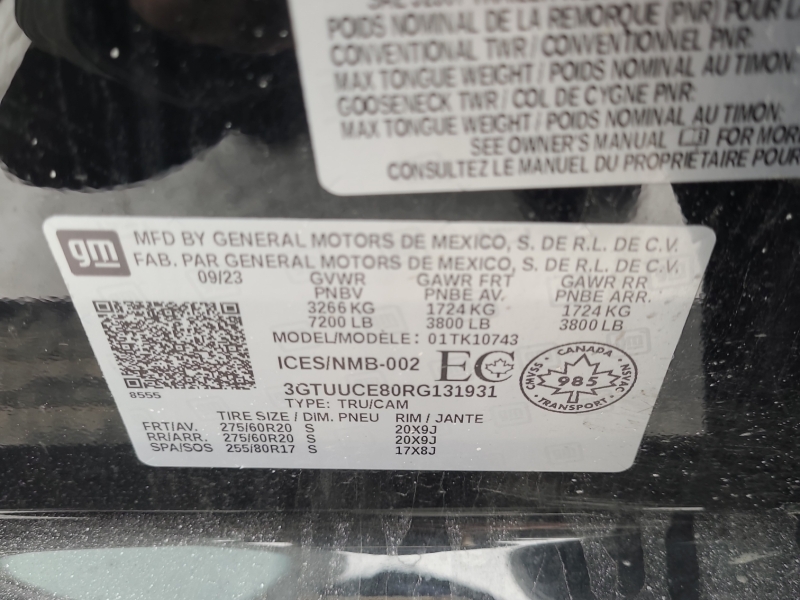 POIDS NOMINAL DE LA REMORQUE (PNR) POUR LA
CONVENTIONAL TWR / CONVENTIONNEL PNR:
MAX TONGUE WEIGHT / POIDS NOMINAL AU TIMON:
GOOSENECK TWR / COL DE CYGNE PNR:
MAX TONGUE WEIGHT / POIDS NOMINAL AU TIMON:
SEE OWNER'S MANUAL FOR MORE
CONSULTEZ LE MANUEL DU PROPRIETAIRE POUR
gm
MFD BY GENERAL MOTORS DE MEXICO, S. DE R.L. DE C.V.
FAB. PAR GENERAL MOTORS DE MEXICO, S. DE R.L. DE C.V.
09/23 GVWR GAWR FRT GAWR RR
PNBV PNBE AV. PNBE ARR.
3266 KG 1724 KG 1724 KG
7200 LB 3800 LB 3800 LB
MODEL/MODÈLE: 01TK10743
ICES/NMB-002 EC
CANADA
985
TRANSPORT
NSVAC
SSVMC
8555
3GTUUCE80RG131931
TYPE: TRU/CAM
TIRE SIZE / DIM. PNEU RIM / JANTE
FRT/AV. 275/60R20 S 20X9J
RR/ARR. 275/60R20 S 20X9J
SPA/SOS 255/80R17 S 17X8J